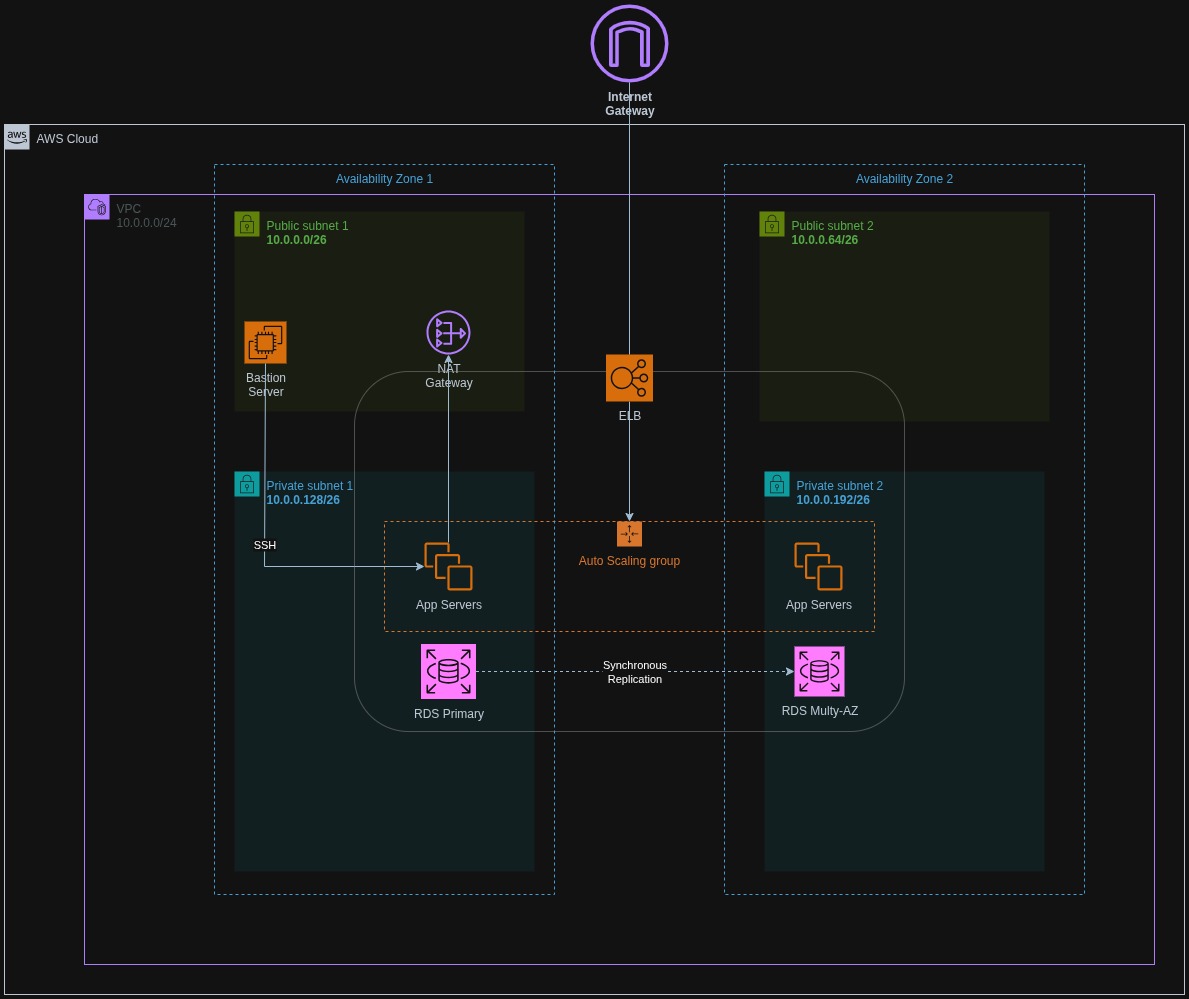 Internet
Gateway
aws
AWS Cloud
Availability Zone 1
Availability Zone 2
VPC
10.0.0.0/24
Public subnet 1
10.0.0.0/26
Public subnet 2
10.0.0.64/26
Bastion
Server
NAT
Gateway
ELB
Private subnet 1
10.0.0.128/26
Private subnet 2
10.0.0.192/26
SSH
Auto Scaling group
App Servers
App Servers
Synchronous
Replication
RDS Primary
RDS Multy-AZ